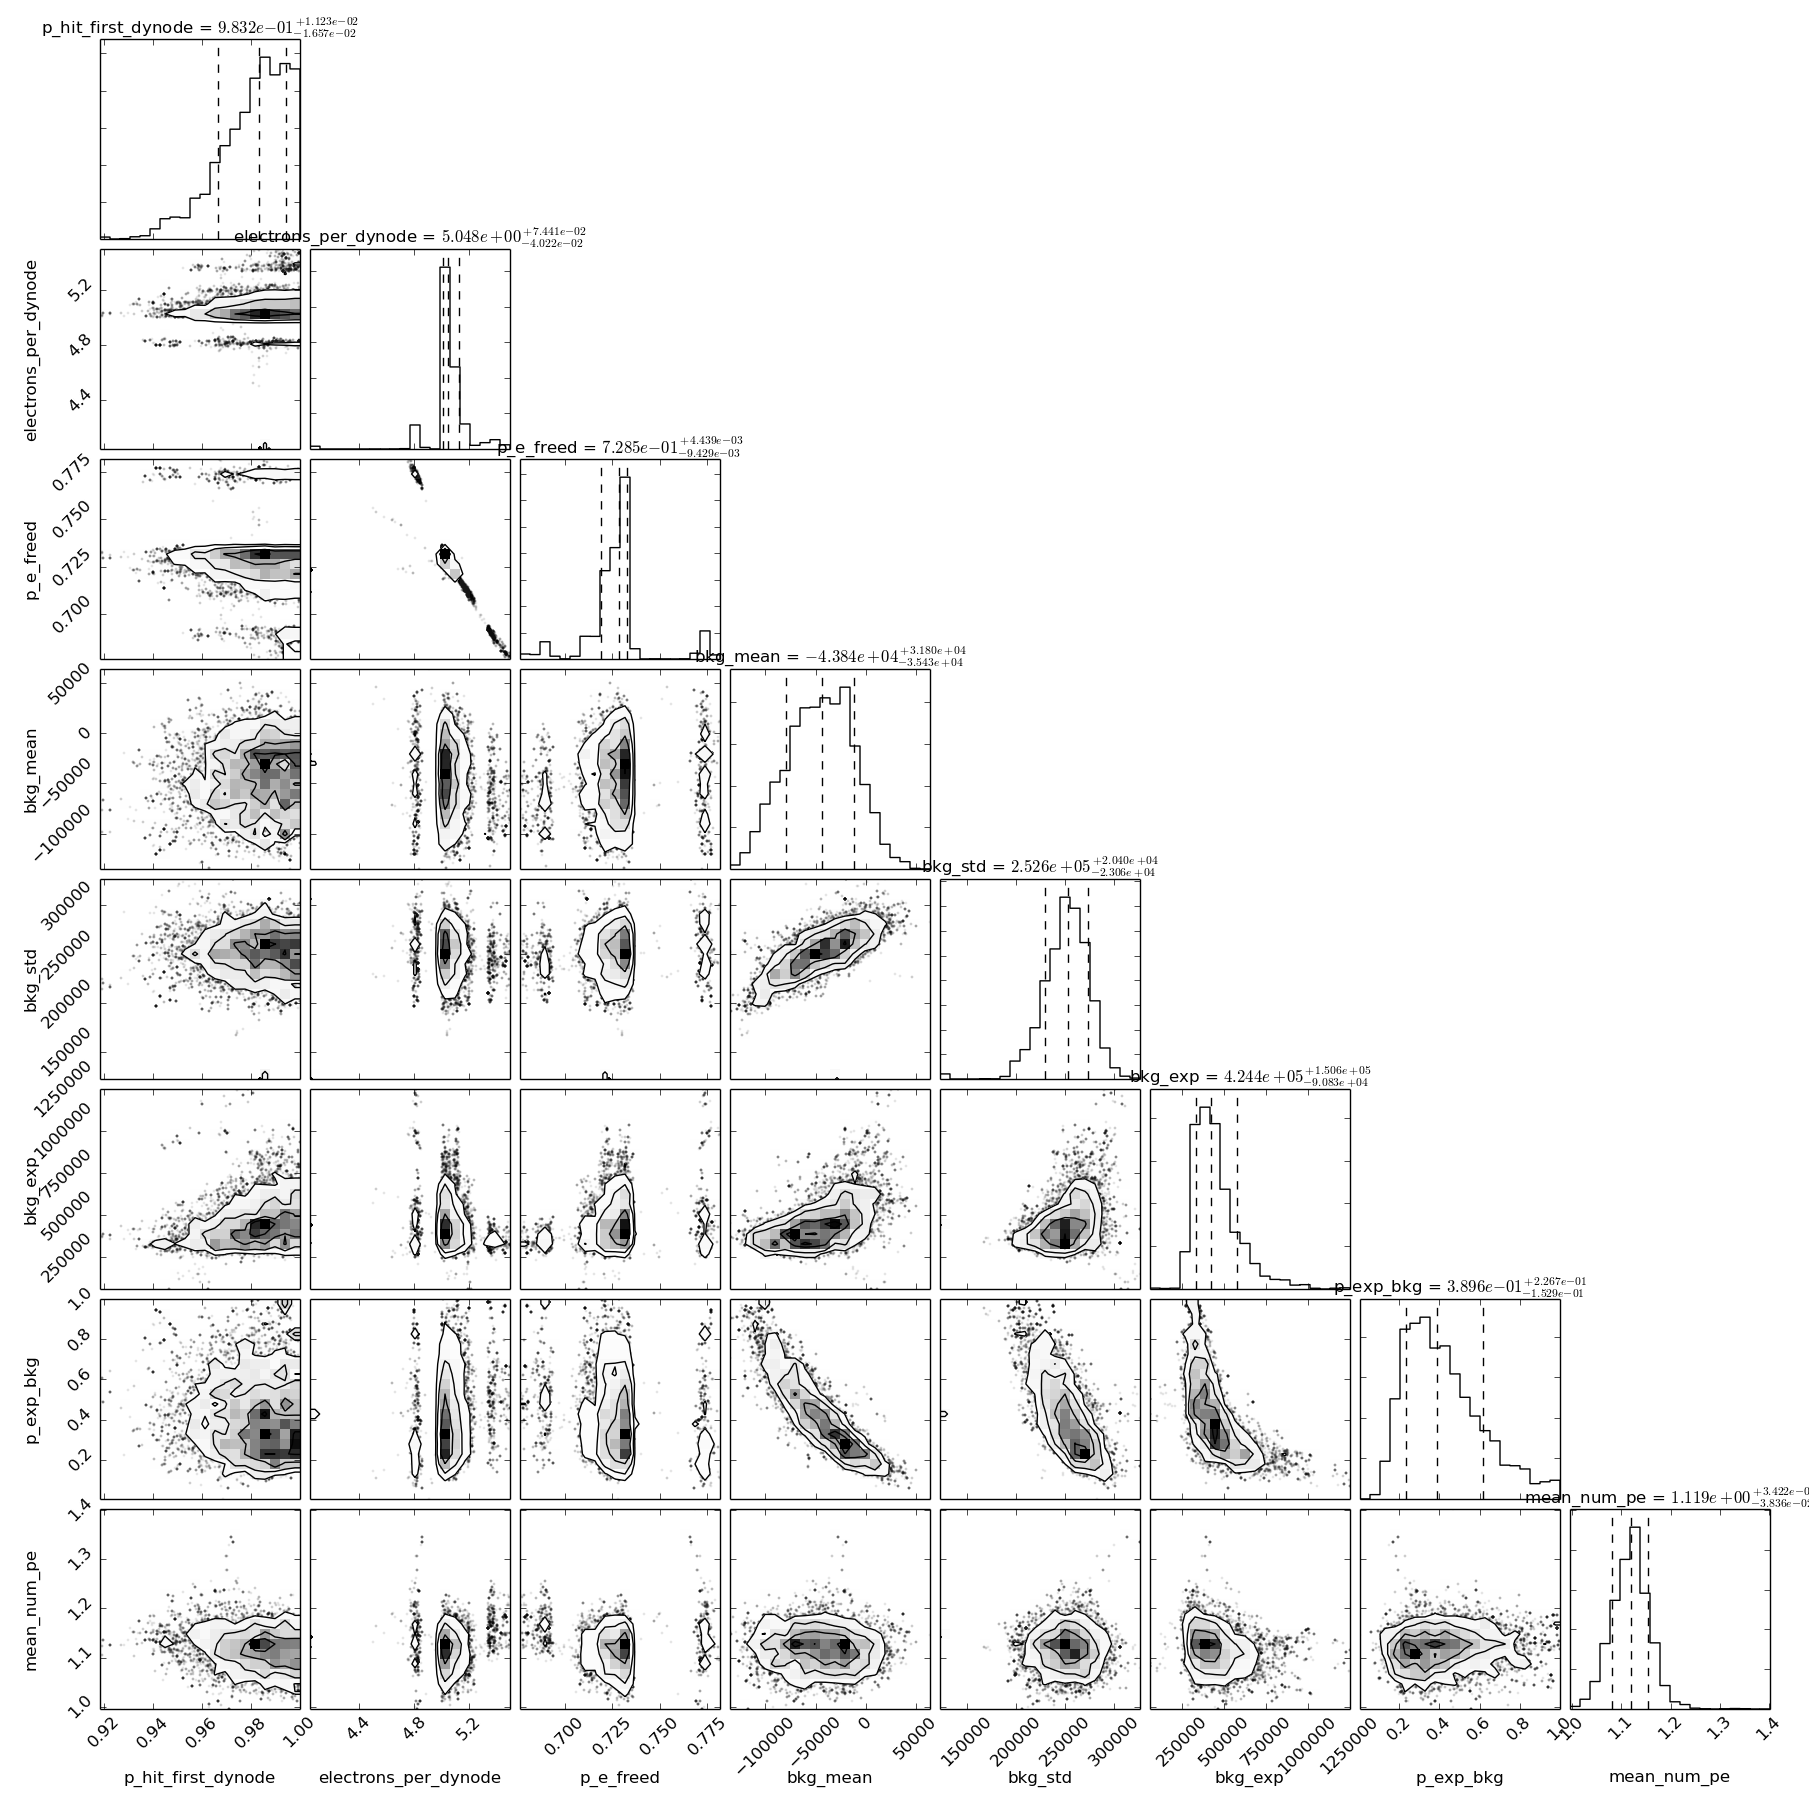 p_hit_first_dynode = 9.832e−01 +1.123e−02 −1.657e−02
electrons_per_dynode = 5.048e+00 +7.441e−02 −4.022e−02
electrons_per_dynode
5.2
4.8
4.4
p_e_freed = 7.285e−01 +4.439e−03 −9.429e−03
p_e_freed
0.775
0.750
0.725
0.700
bkg_mean = −4.384e+04 +3.180e+04 −3.543e+04
bkg_mean
50000
0
−50000
−100000
bkg_std = 2.526e+05 +2.040e+04 −2.306e+04
bkg_std
300000
250000
200000
150000
bkg_exp = 4.244e+05 +1.506e+05 −9.083e+04
bkg_exp
1250000
1000000
750000
500000
250000
p_exp_bkg = 3.896e−01 +2.267e−01 −1.529e−01
p_exp_bkg
1.0
0.8
0.6
0.4
0.2
mean_num_pe = 1.119e+00 +3.422e−0 −3.836e−02
mean_num_pe
1.4
1.3
1.2
1.1
1.0
0.92 0.94 0.96 0.98 1.00
4.4 4.8 5.2
0.700 0.725 0.750 0.775
−100000 −50000 0 50000
150000 200000 250000 300000
250000 500000 750000 1000000 1250000
0.2 0.4 0.6 0.8 1.0
1.0 1.1 1.2 1.3 1.4
p_hit_first_dynode
electrons_per_dynode
p_e_freed
bkg_mean
bkg_std
bkg_exp
p_exp_bkg
mean_num_pe